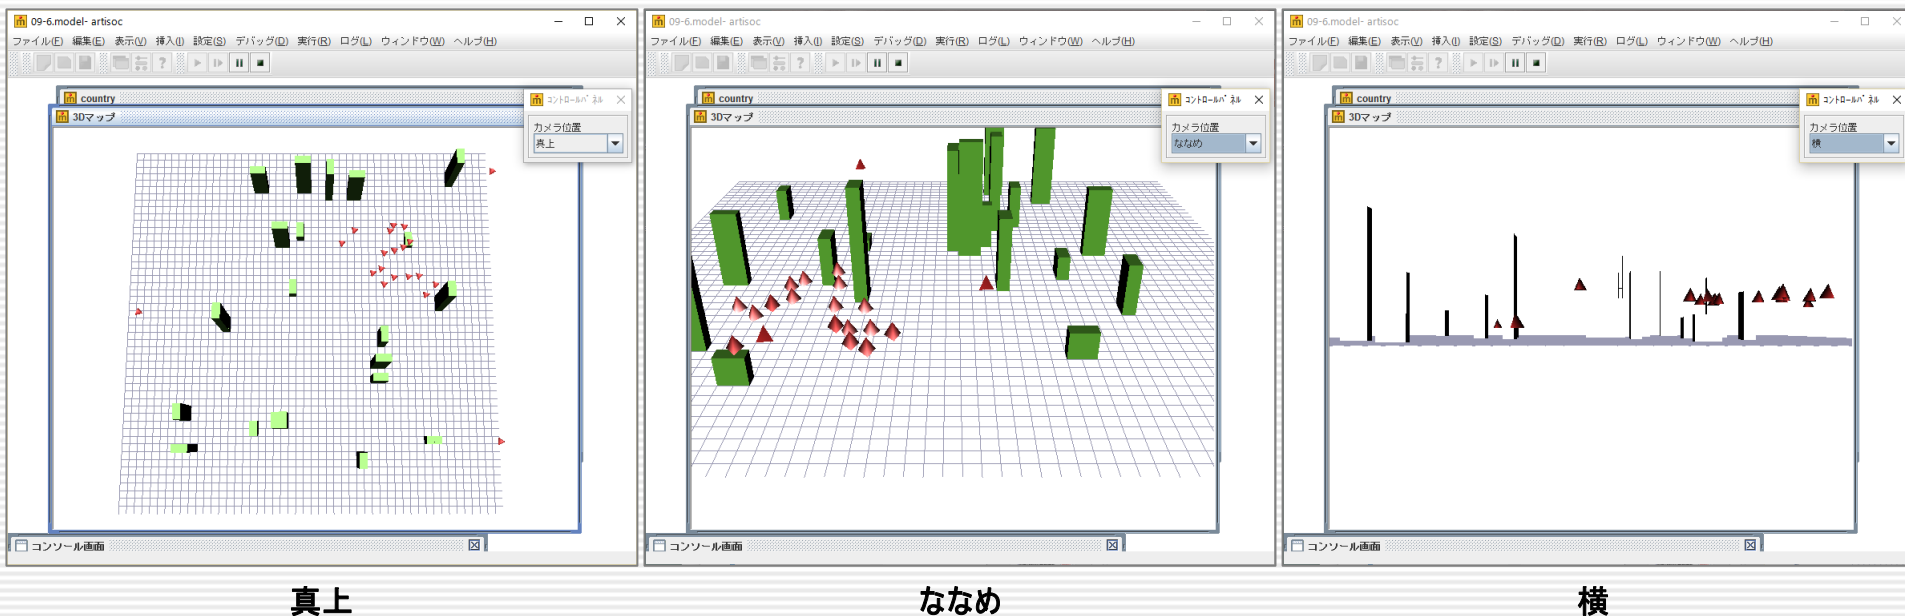 09-6.model- artisoc
ファイル(F) 編集(E) 表示(V) 挿入(I) 設定(S) デバッグ(D) 実行(R) ログ(L) ウィンドウ(W) ヘルプ(H)
country
3Dマップ
コントロールパネル
カメラ位置
真上
コンソール画面
真上
09-6.model- artisoc
ファイル(F) 編集(E) 表示(V) 挿入(I) 設定(S) デバッグ(D) 実行(R) ログ(L) ウィンドウ(W) ヘルプ(H)
country
3Dマップ
コントロールパネル
カメラ位置
ななめ
コンソール画面
ななめ
09-6.model- artisoc
ファイル(F) 編集(E) 表示(V) 挿入(I) 設定(S) デバッグ(D) 実行(R) ログ(L) ウィンドウ(W) ヘルプ(H)
country
3Dマップ
コントロールパネル
カメラ位置
横
コンソール画面
横